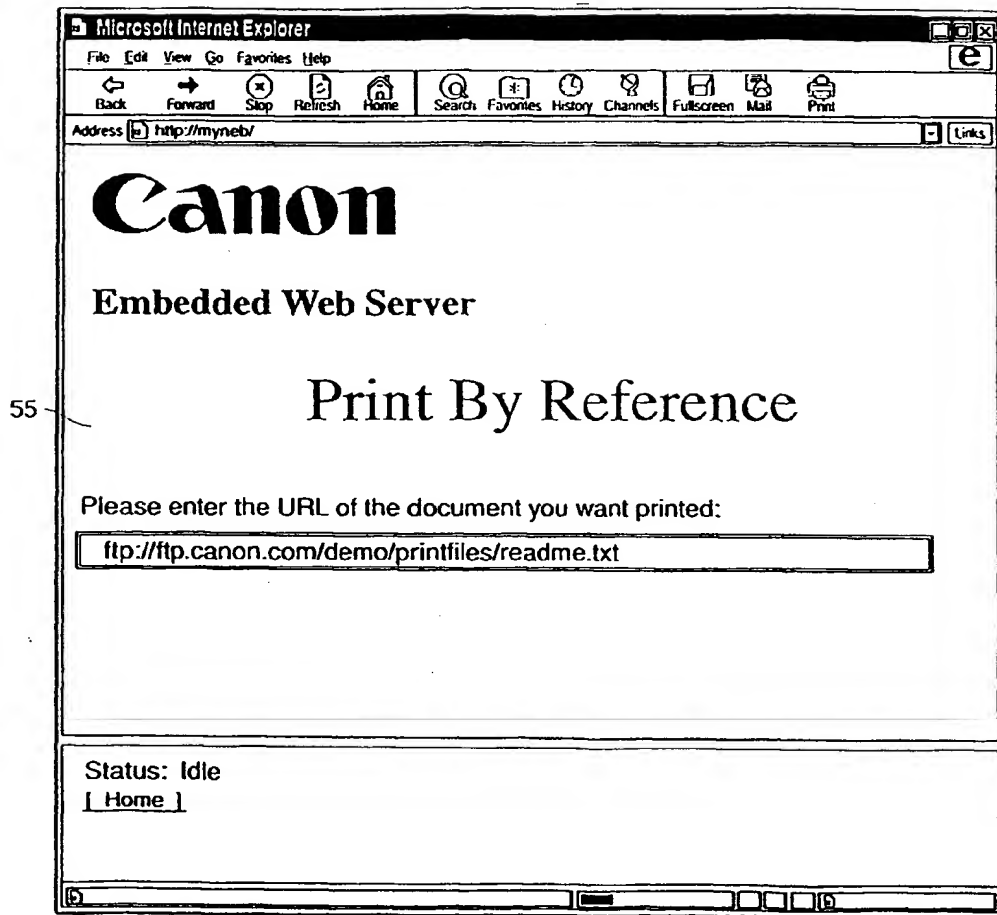 Microsoft Internet Explorer
File Edit View Go Favorites Help
Back Forward Stop Refresh Home Search Favorites History Channels Fullscreen Mail Print
Address http://myneb/ Links
Canon
Embedded Web Server
Print By Reference
55
Please enter the URL of the document you want printed:
ftp://ftp.canon.com/demo/printfiles/readme.txt
Status: Idle
[ Home ]